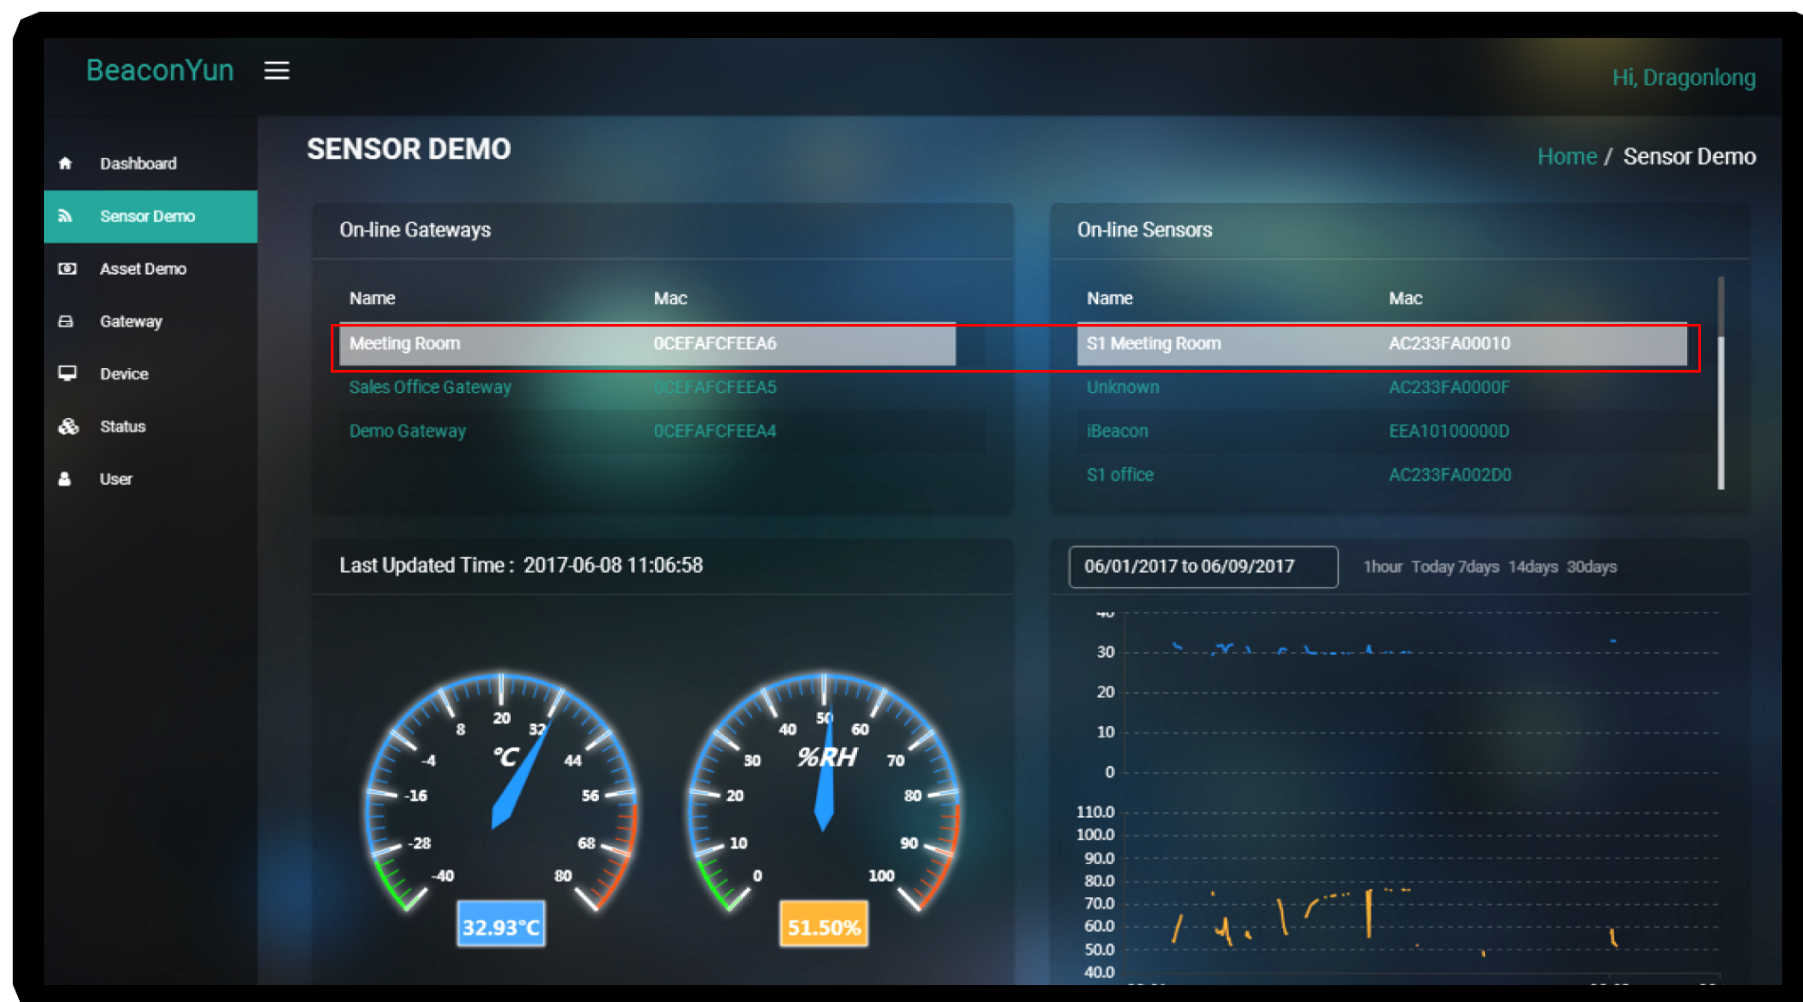 BeaconYun
Hi, Dragonlong
Dashboard
Sensor Demo
Asset Demo
Gateway
Device
Status
User
SENSOR DEMO
Home / Sensor Demo
On-line Gateways
Name Mac
Meeting Room 0CEFAFCFEEA6
Sales Office Gateway 0CEFAFCFEEA5
Demo Gateway 0CEFAFCFEEA4
On-line Sensors
Name Mac
S1 Meeting Room AC233FA00010
Unknown AC233FA0000F
iBeacon EEA10100000D
S1 office AC233FA002D0
Last Updated Time : 2017-06-08 11:06:58
-40
-28
-16
-4
8
20
32
44
56
68
80
°C
32.93°C
0
10
20
30
40
50
60
70
80
90
100
%RH
51.50%
06/01/2017 to 06/09/2017
1hour Today 7days 14days 30days
40
30
20
10
0
110.0
100.0
90.0
80.0
70.0
60.0
50.0
40.0